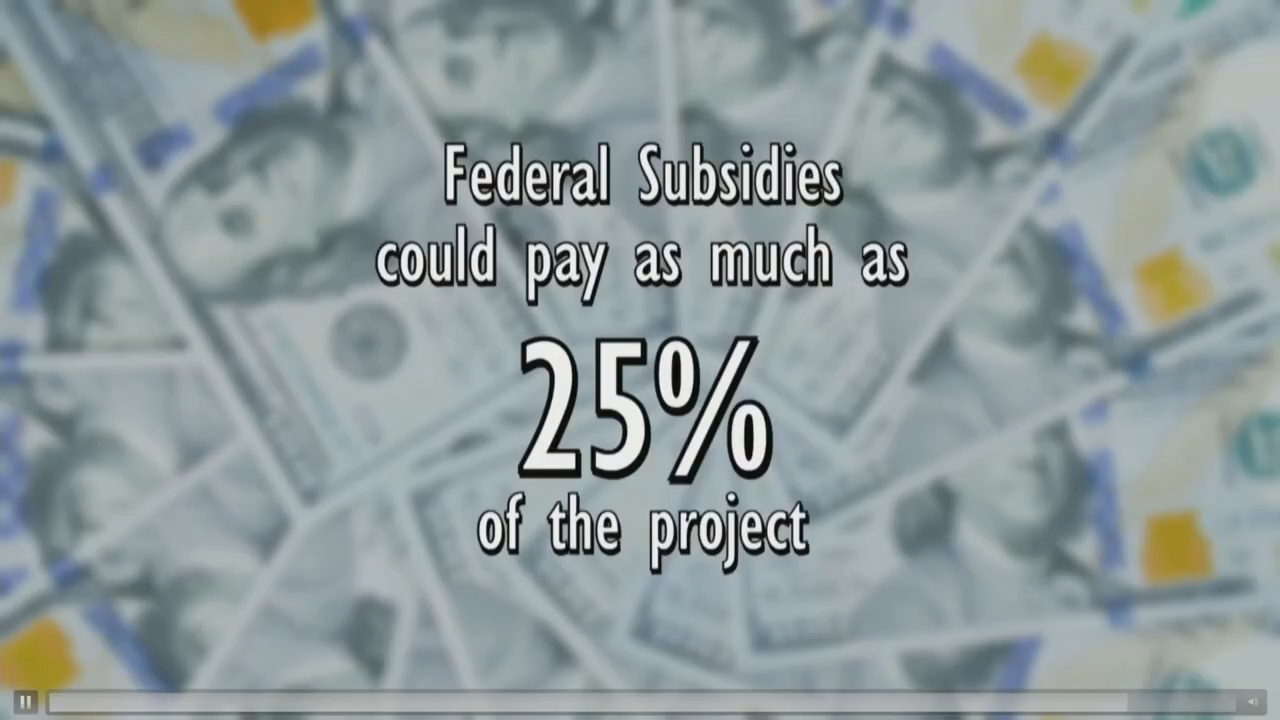 Federal Subsidies
could pay as much as
25%
of the project